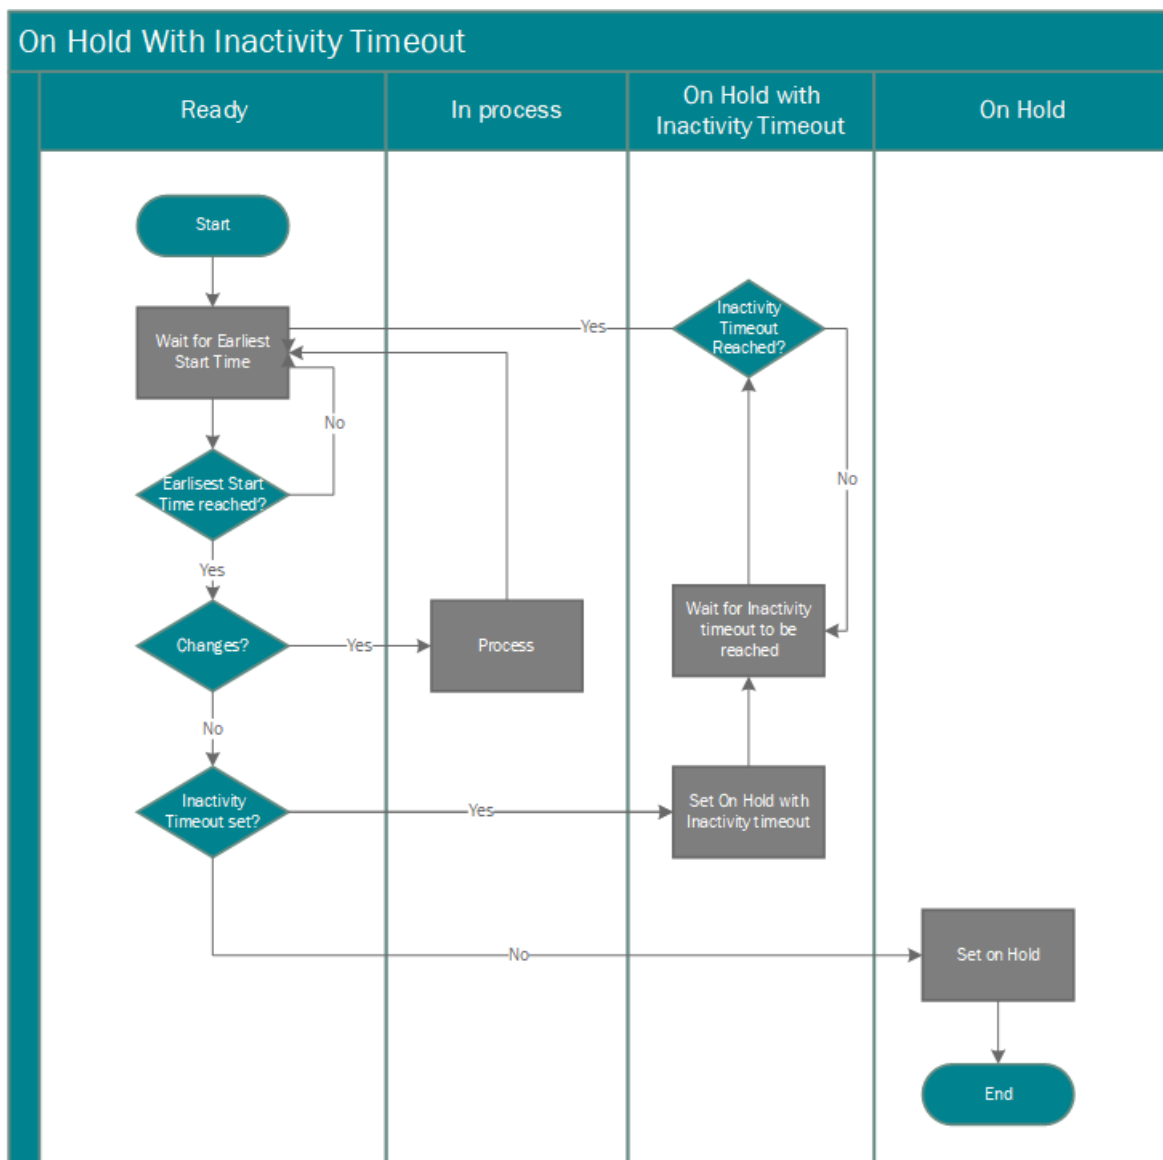 On Hold With Inactivity Timeout
Ready
In process
On Hold with
Inactivity Timeout
On Hold
Start
Wait for Earliest
Start Time
Yes
Inactivity
Timeout
Reached?
No
Earlisest Start
Time reached?
No
Yes
Changes?
Yes
Process
Wait for Inactivity
timeout to be
reached
No
Inactivity
Timeout set?
Yes
Set On Hold with
Inactivity timeout
No
Set on Hold
End